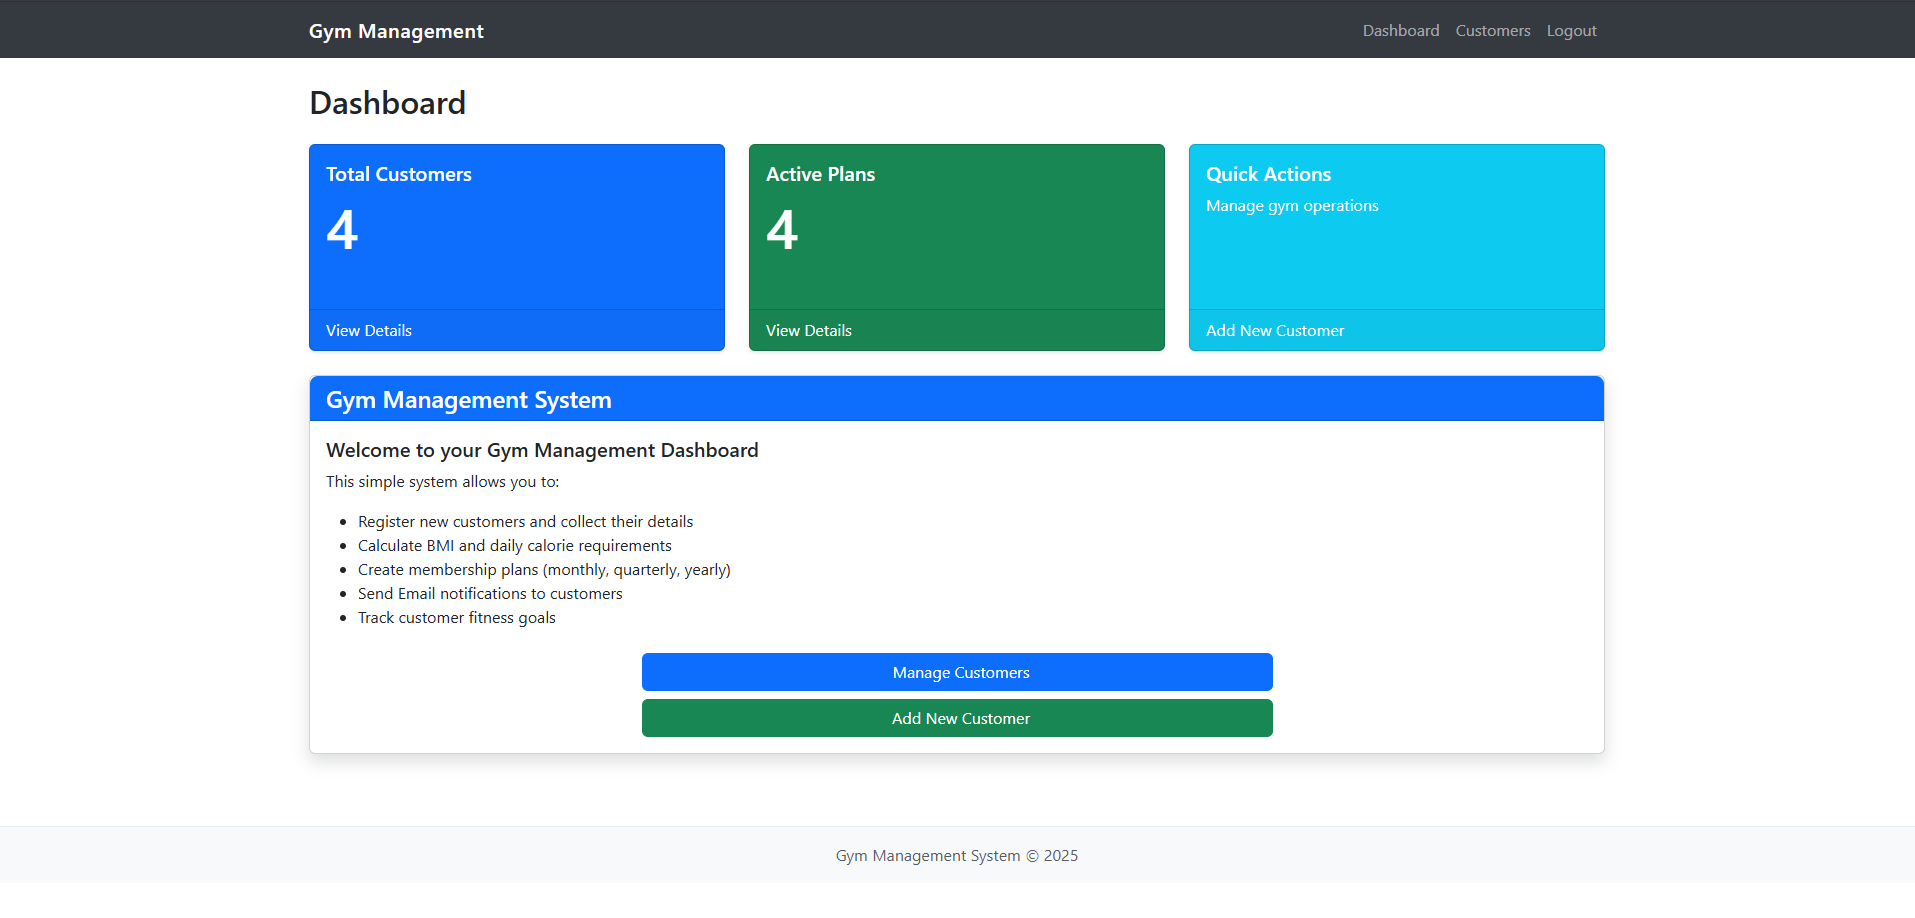 Gym Management
Dashboard Customers Logout
Dashboard
Total Customers
4
View Details
Active Plans
4
View Details
Quick Actions
Manage gym operations
Add New Customer
Gym Management System
Welcome to your Gym Management Dashboard
This simple system allows you to:
• Register new customers and collect their details
• Calculate BMI and daily calorie requirements
• Create membership plans (monthly, quarterly, yearly)
• Send Email notifications to customers
• Track customer fitness goals
Manage Customers
Add New Customer
Gym Management System © 2025